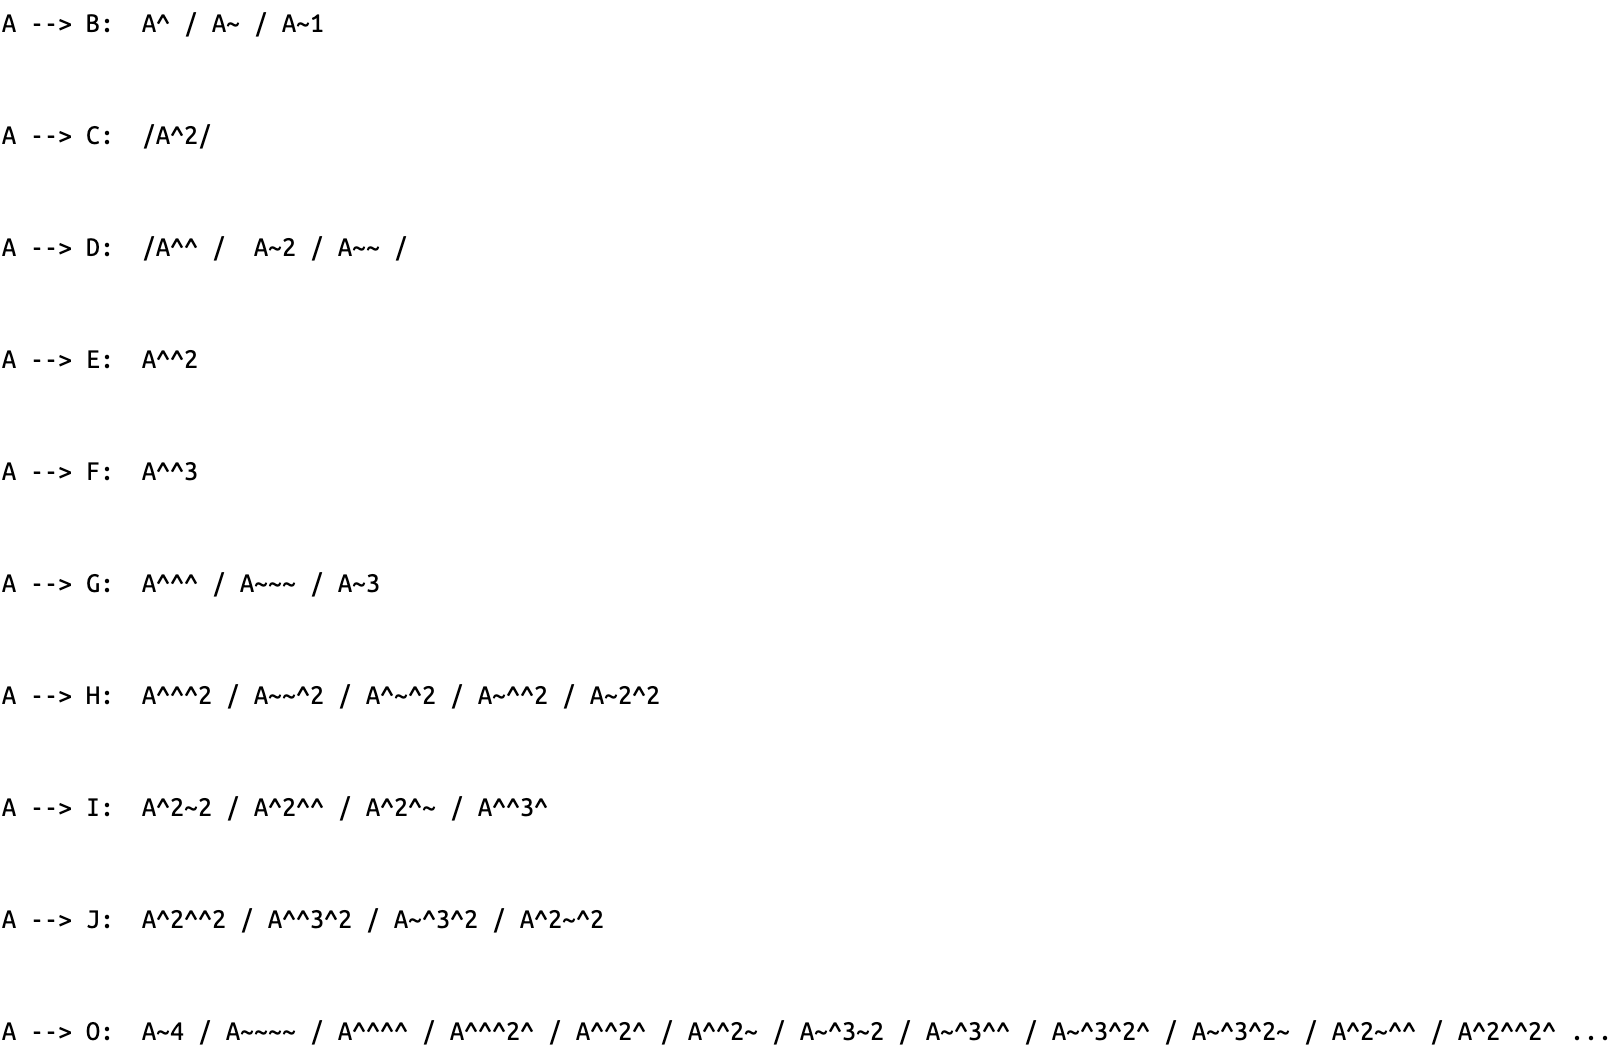 A --> B:  A^ / A~ / A~1
A --> C:  /A^2/
A --> D:  /A^^ /  A~2 / A~~ /
A --> E:  A^^2
A --> F:  A^^3
A --> G:  A^^^ / A~~~ / A~3
A --> H:  A^^^2 / A~~^2 / A^~^2 / A~^^2 / A~2^2
A --> I:  A^2~2 / A^2^^ / A^2^~ / A^^3^
A --> J:  A^2^^2 / A^^3^2 / A~^3^2 / A^2~^2
A --> O:  A~4 / A~~~~ / A^^^^ / A^^^2^ / A^^2^ / A^^2~ / A~^3~2 / A~^3^^ / A~^3^2^ / A~^3^2~ / A^2~^^ / A^2^^2^ ...